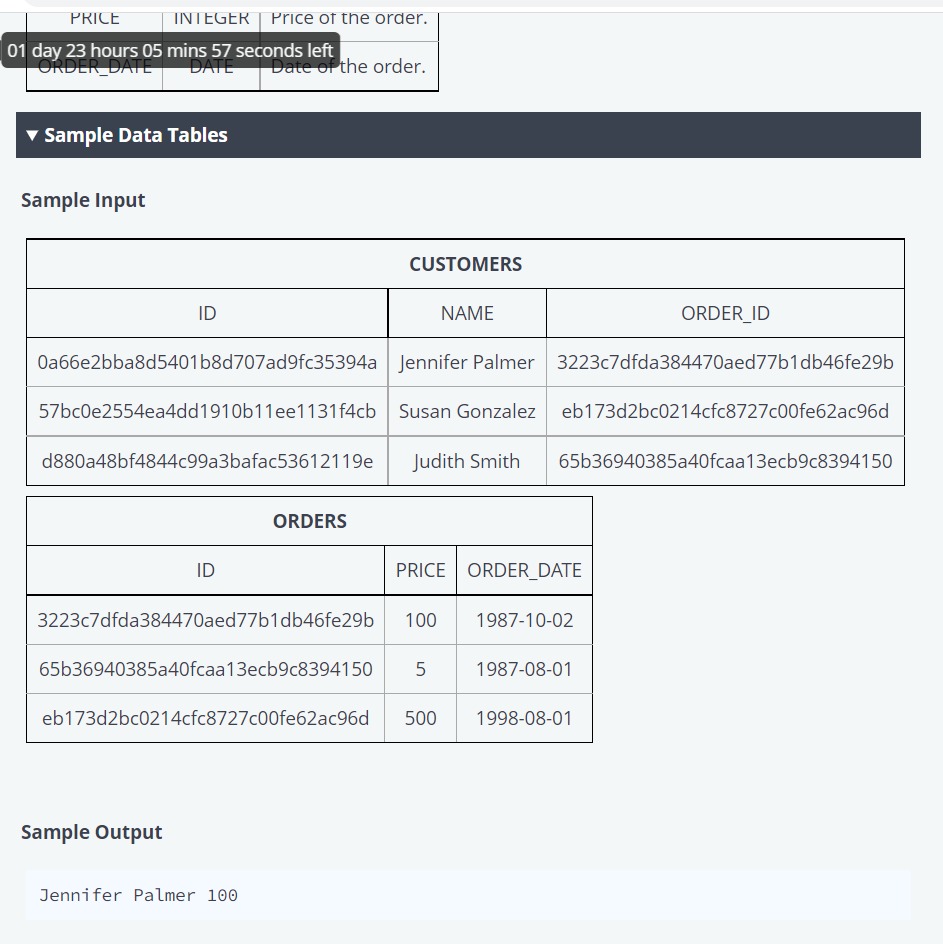 PRICE INTEGER Price of the order.
01 day 23 hours 05 mins 57 seconds left
ORDER_DATE DATE Date of the order.
▼ Sample Data Tables
Sample Input
CUSTOMERS
ID NAME ORDER_ID
0a66e2bba8d5401b8d707ad9fc35394a Jennifer Palmer 3223c7dfda384470aed77b1db46fe29b
57bc0e2554ea4dd1910b11ee1131f4cb Susan Gonzalez eb173d2bc0214cfc8727c00fe62ac96d
d880a48bf4844c99a3bafac53612119e Judith Smith 65b36940385a40fcaa13ecb9c8394150
ORDERS
ID PRICE ORDER_DATE
3223c7dfda384470aed77b1db46fe29b 100 1987-10-02
65b36940385a40fcaa13ecb9c8394150 5 1987-08-01
eb173d2bc0214cfc8727c00fe62ac96d 500 1998-08-01
Sample Output
Jennifer Palmer 100